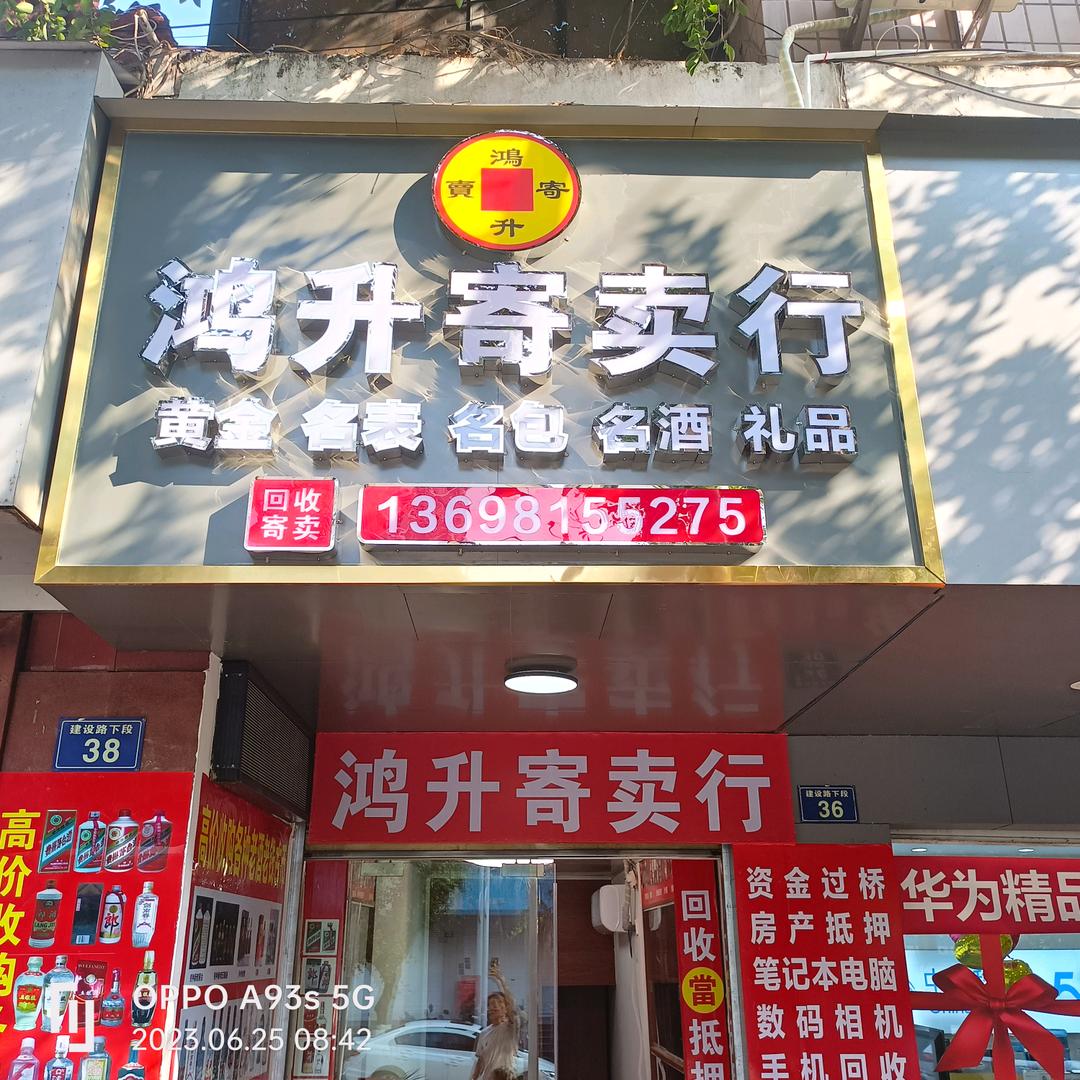 鴻
賣 寄
升
鸿升寄卖行
黄金 名表 名包 名酒 礼品
回收
寄卖
13698155275
建设路下段
38
鸿升寄卖行
建设路下段
36
高价收购
资金过桥
房产抵押
笔记本电脑
数码相机
手机回收
回收當抵押
华为精品
OPPO A93s 5G
2023.06.25 08:42